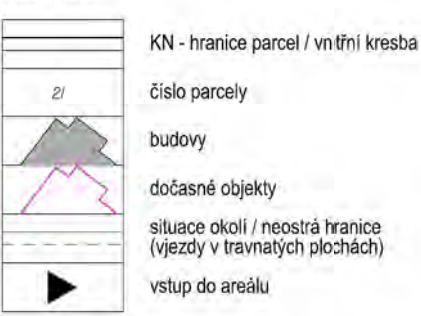 KN - hranice parcel / vnitřní kresba
2/
číslo parcely
budovy
dočasné objekty
situace okolí / neostrá hranice
(vjezdy v travnatých plochách)
vstup do areálu